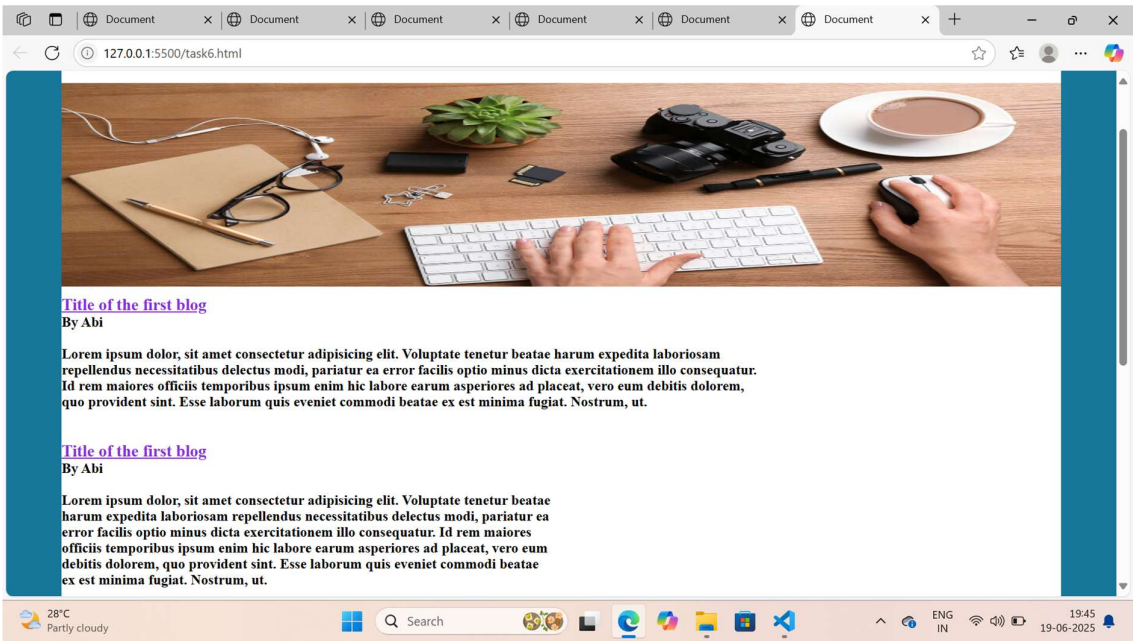 Document
Document
Document
Document
Document
Document
127.0.0.1:5500/task6.html
Title of the first blog
By Abi
Lorem ipsum dolor, sit amet consectetur adipisicing elit. Voluptate tenetur beatae harum expedita laboriosam
repellendus necessitatibus delectus modi, pariatur ea error facilis optio minus dicta exercitationem illo consequatur.
Id rem maiores officiis temporibus ipsum enim hic labore earum asperiores ad placeat, vero eum debitis dolorem,
quo provident sint. Esse laborum quis eveniet commodi beatae ex est minima fugiat. Nostrum, ut.
Title of the first blog
By Abi
Lorem ipsum dolor, sit amet consectetur adipisicing elit. Voluptate tenetur beatae
harum expedita laboriosam repellendus necessitatibus delectus modi, pariatur ea
error facilis optio minus dicta exercitationem illo consequatur. Id rem maiores
officiis temporibus ipsum enim hic labore earum asperiores ad placeat, vero eum
debitis dolorem, quo provident sint. Esse laborum quis eveniet commodi beatae
ex est minima fugiat. Nostrum, ut.
28°C
Partly cloudy
Search
ENG
IN
19:45
19-06-2025